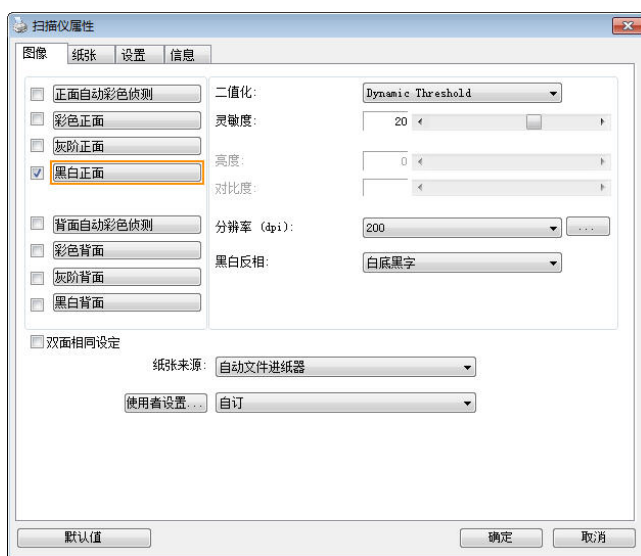 扫描仪属性
图像 纸张 设置 信息
正面自动彩色侦测
彩色正面
灰阶正面
黑白正面
背面自动彩色侦测
彩色背面
灰阶背面
黑白背面
二值化: Dynamic Threshold
灵敏度: 20
亮度: 0
对比度:
分辨率 (dpi): 200 ...
黑白反相: 白底黑字
双面相同设定
纸张来源: 自动文件进纸器
使用者设置... 自订
默认值 确定 取消